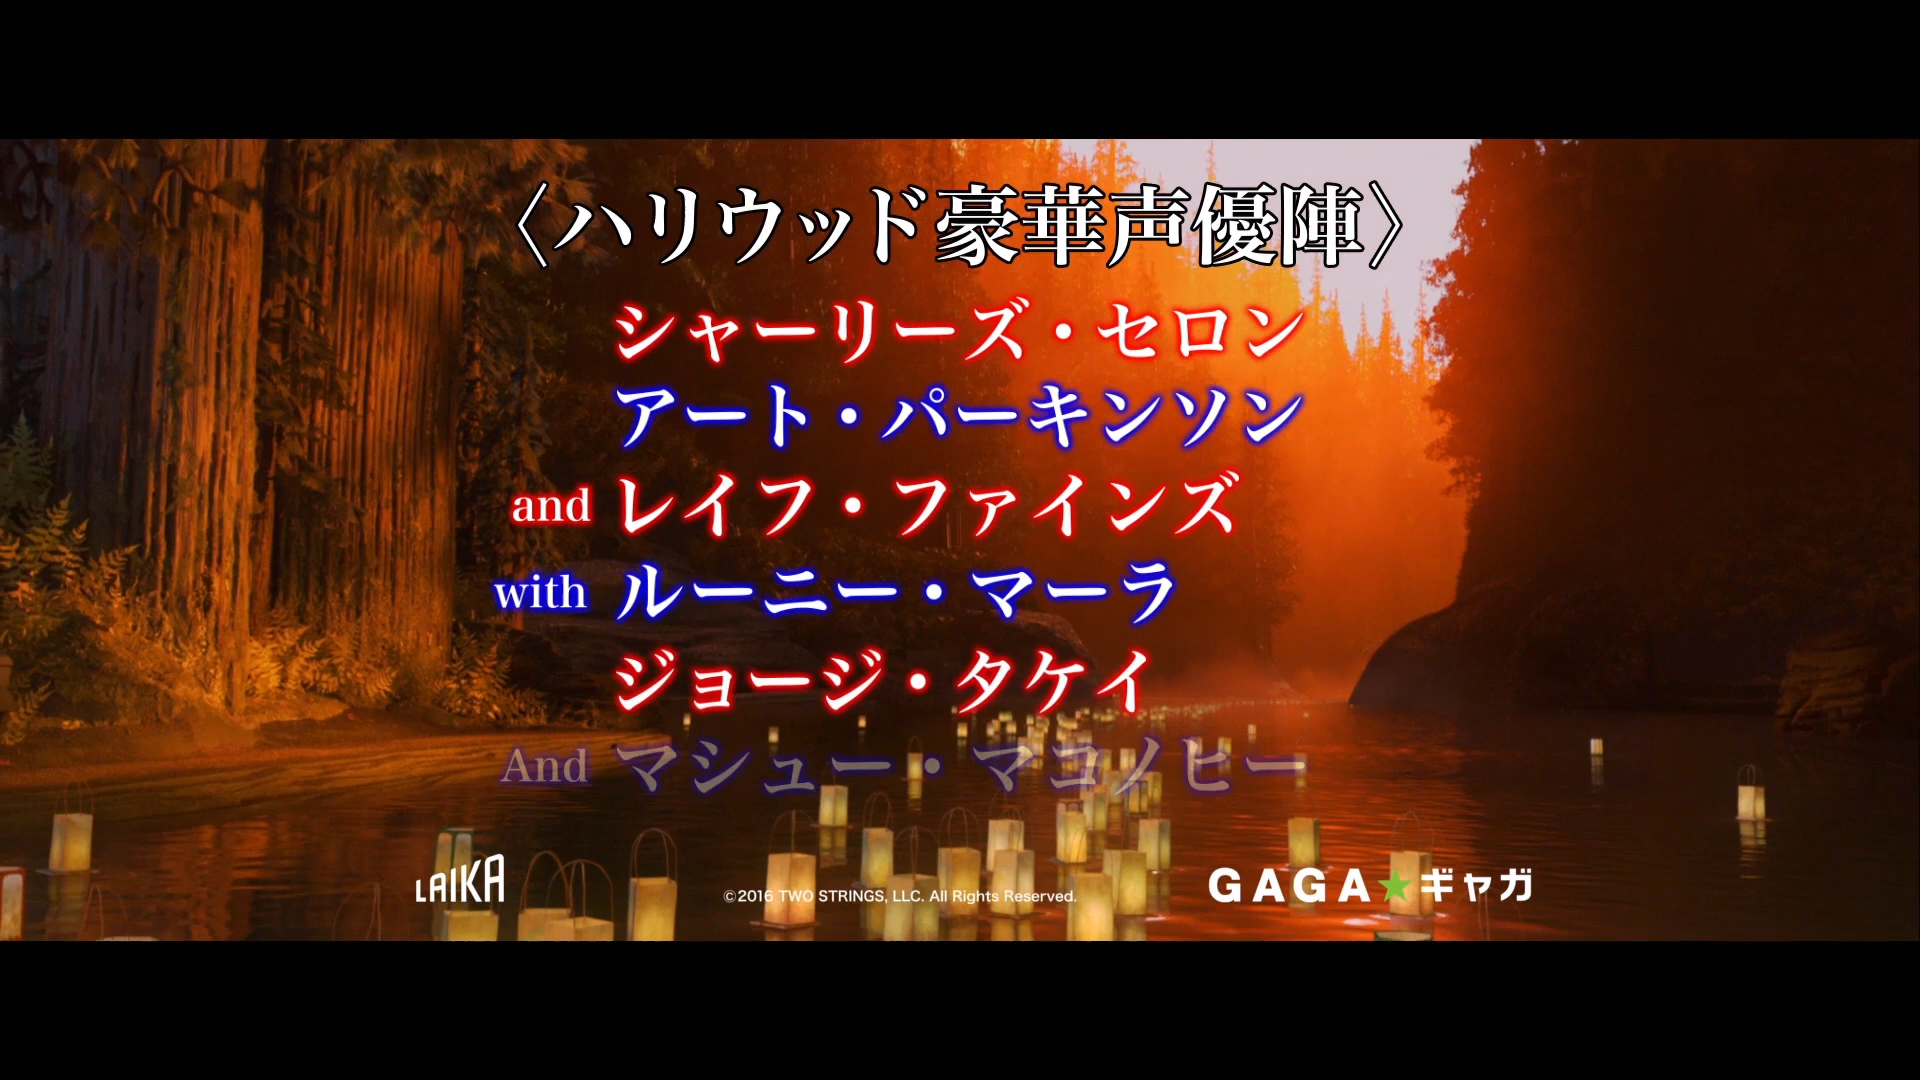 〈ハリウッド豪華声優陣〉
シャーリーズ・セロン
アート・パーキンソン
and レイフ・ファインズ
with ルーニー・マーラ
ジョージ・タケイ
And マシュー・マコノヒー
LAIKA
©2016 TWO STRINGS, LLC. All Rights Reserved.
GAGA★ギャガ